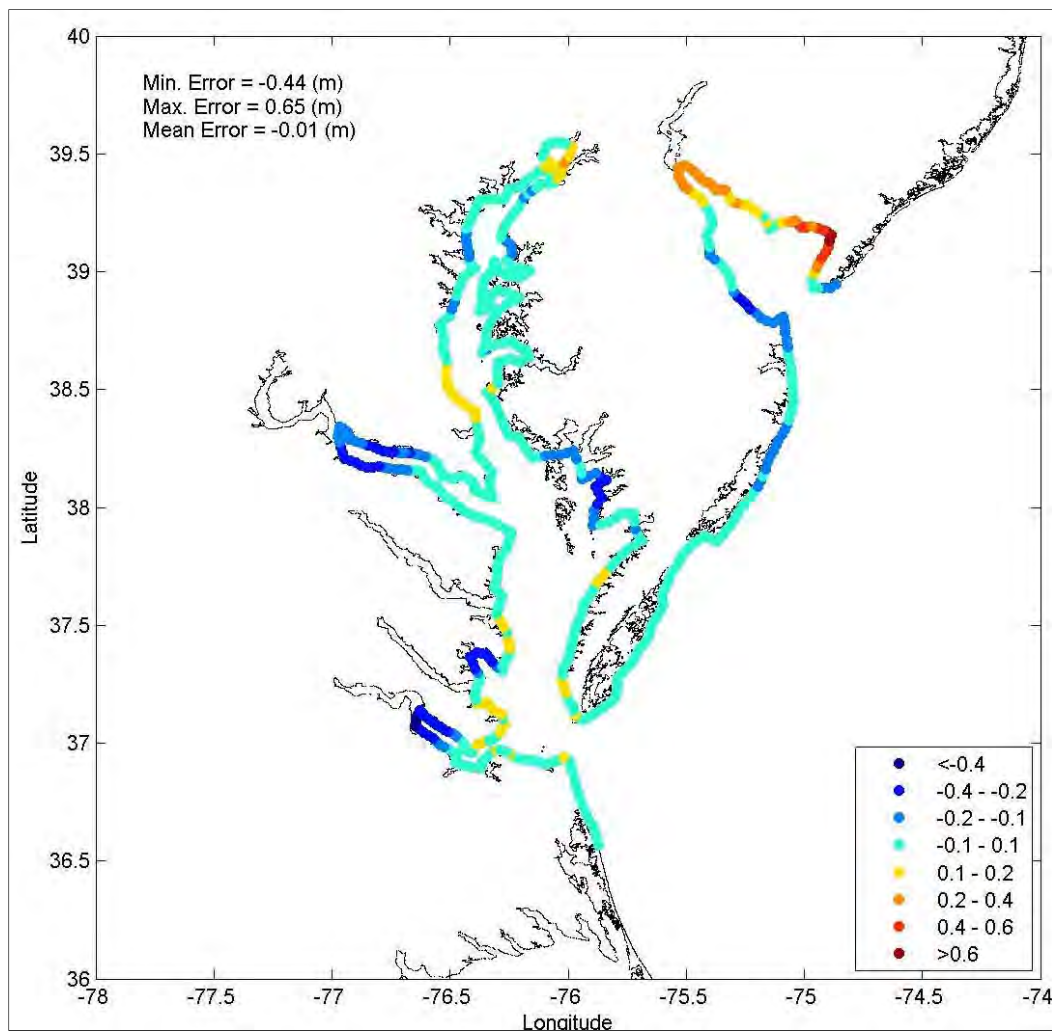 Min. Error = -0.44 (m)
Max. Error = 0.65 (m)
Mean Error = -0.01 (m)
40
39.5
39
38.5
38
37.5
37
36.5
36
Latitude
-78
-77.5
-77
-76.5
-76
-75.5
-75
-74.5
-74
Longitude
<-0.4
-0.4 - -0.2
-0.2 - -0.1
-0.1 - 0.1
0.1 - 0.2
0.2 - 0.4
0.4 - 0.6
>0.6